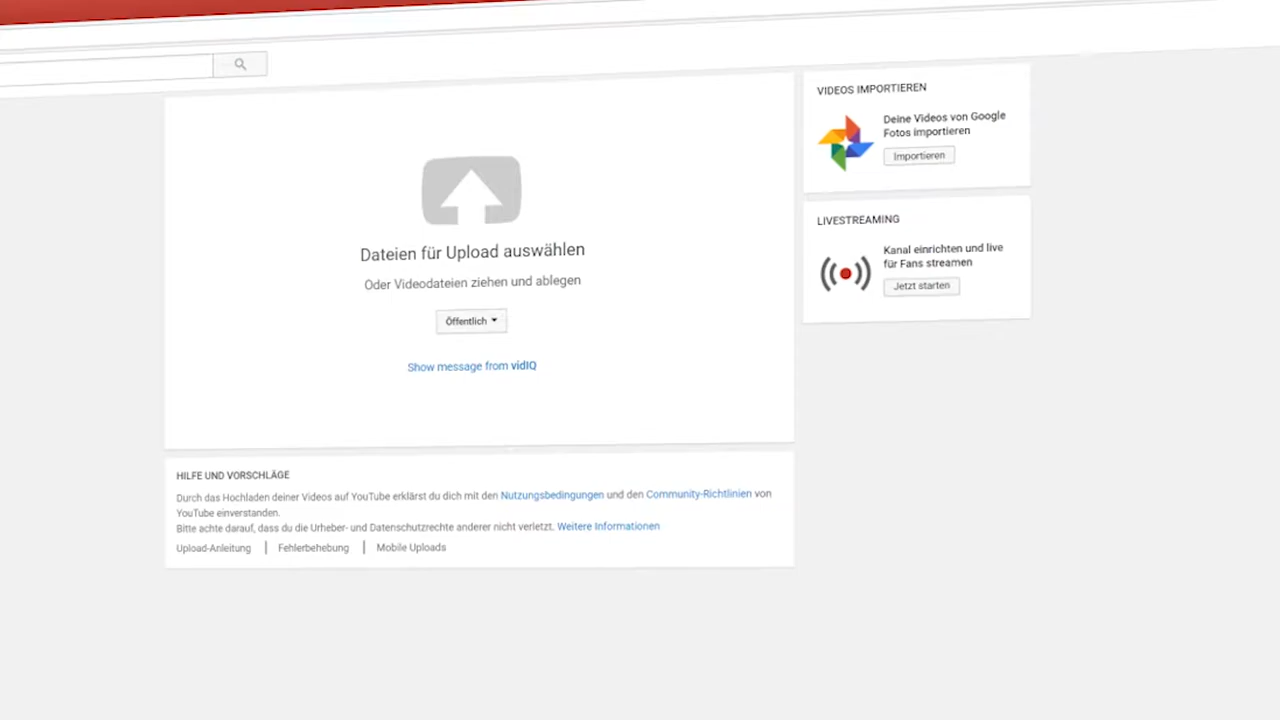 VIDEOS IMPORTIEREN
Deine Videos von Google
Fotos importieren
Importieren
LIVESTREAMING
Kanal einrichten und live
für Fans streamen
Jetzt starten
Dateien für Upload auswählen
Oder Videodateien ziehen und ablegen
Öffentlich
Show message from vidIQ
HILFE UND VORSCHLÄGE
Durch das Hochladen deiner Videos auf YouTube erklärst du dich mit den Nutzungsbedingungen und den Community-Richtlinien von
YouTube einverstanden.
Bitte achte darauf, dass du die Urheber- und Datenschutzrechte anderer nicht verletzt. Weitere Informationen
Upload-Anleitung
Fehlerbehebung
Mobile Uploads